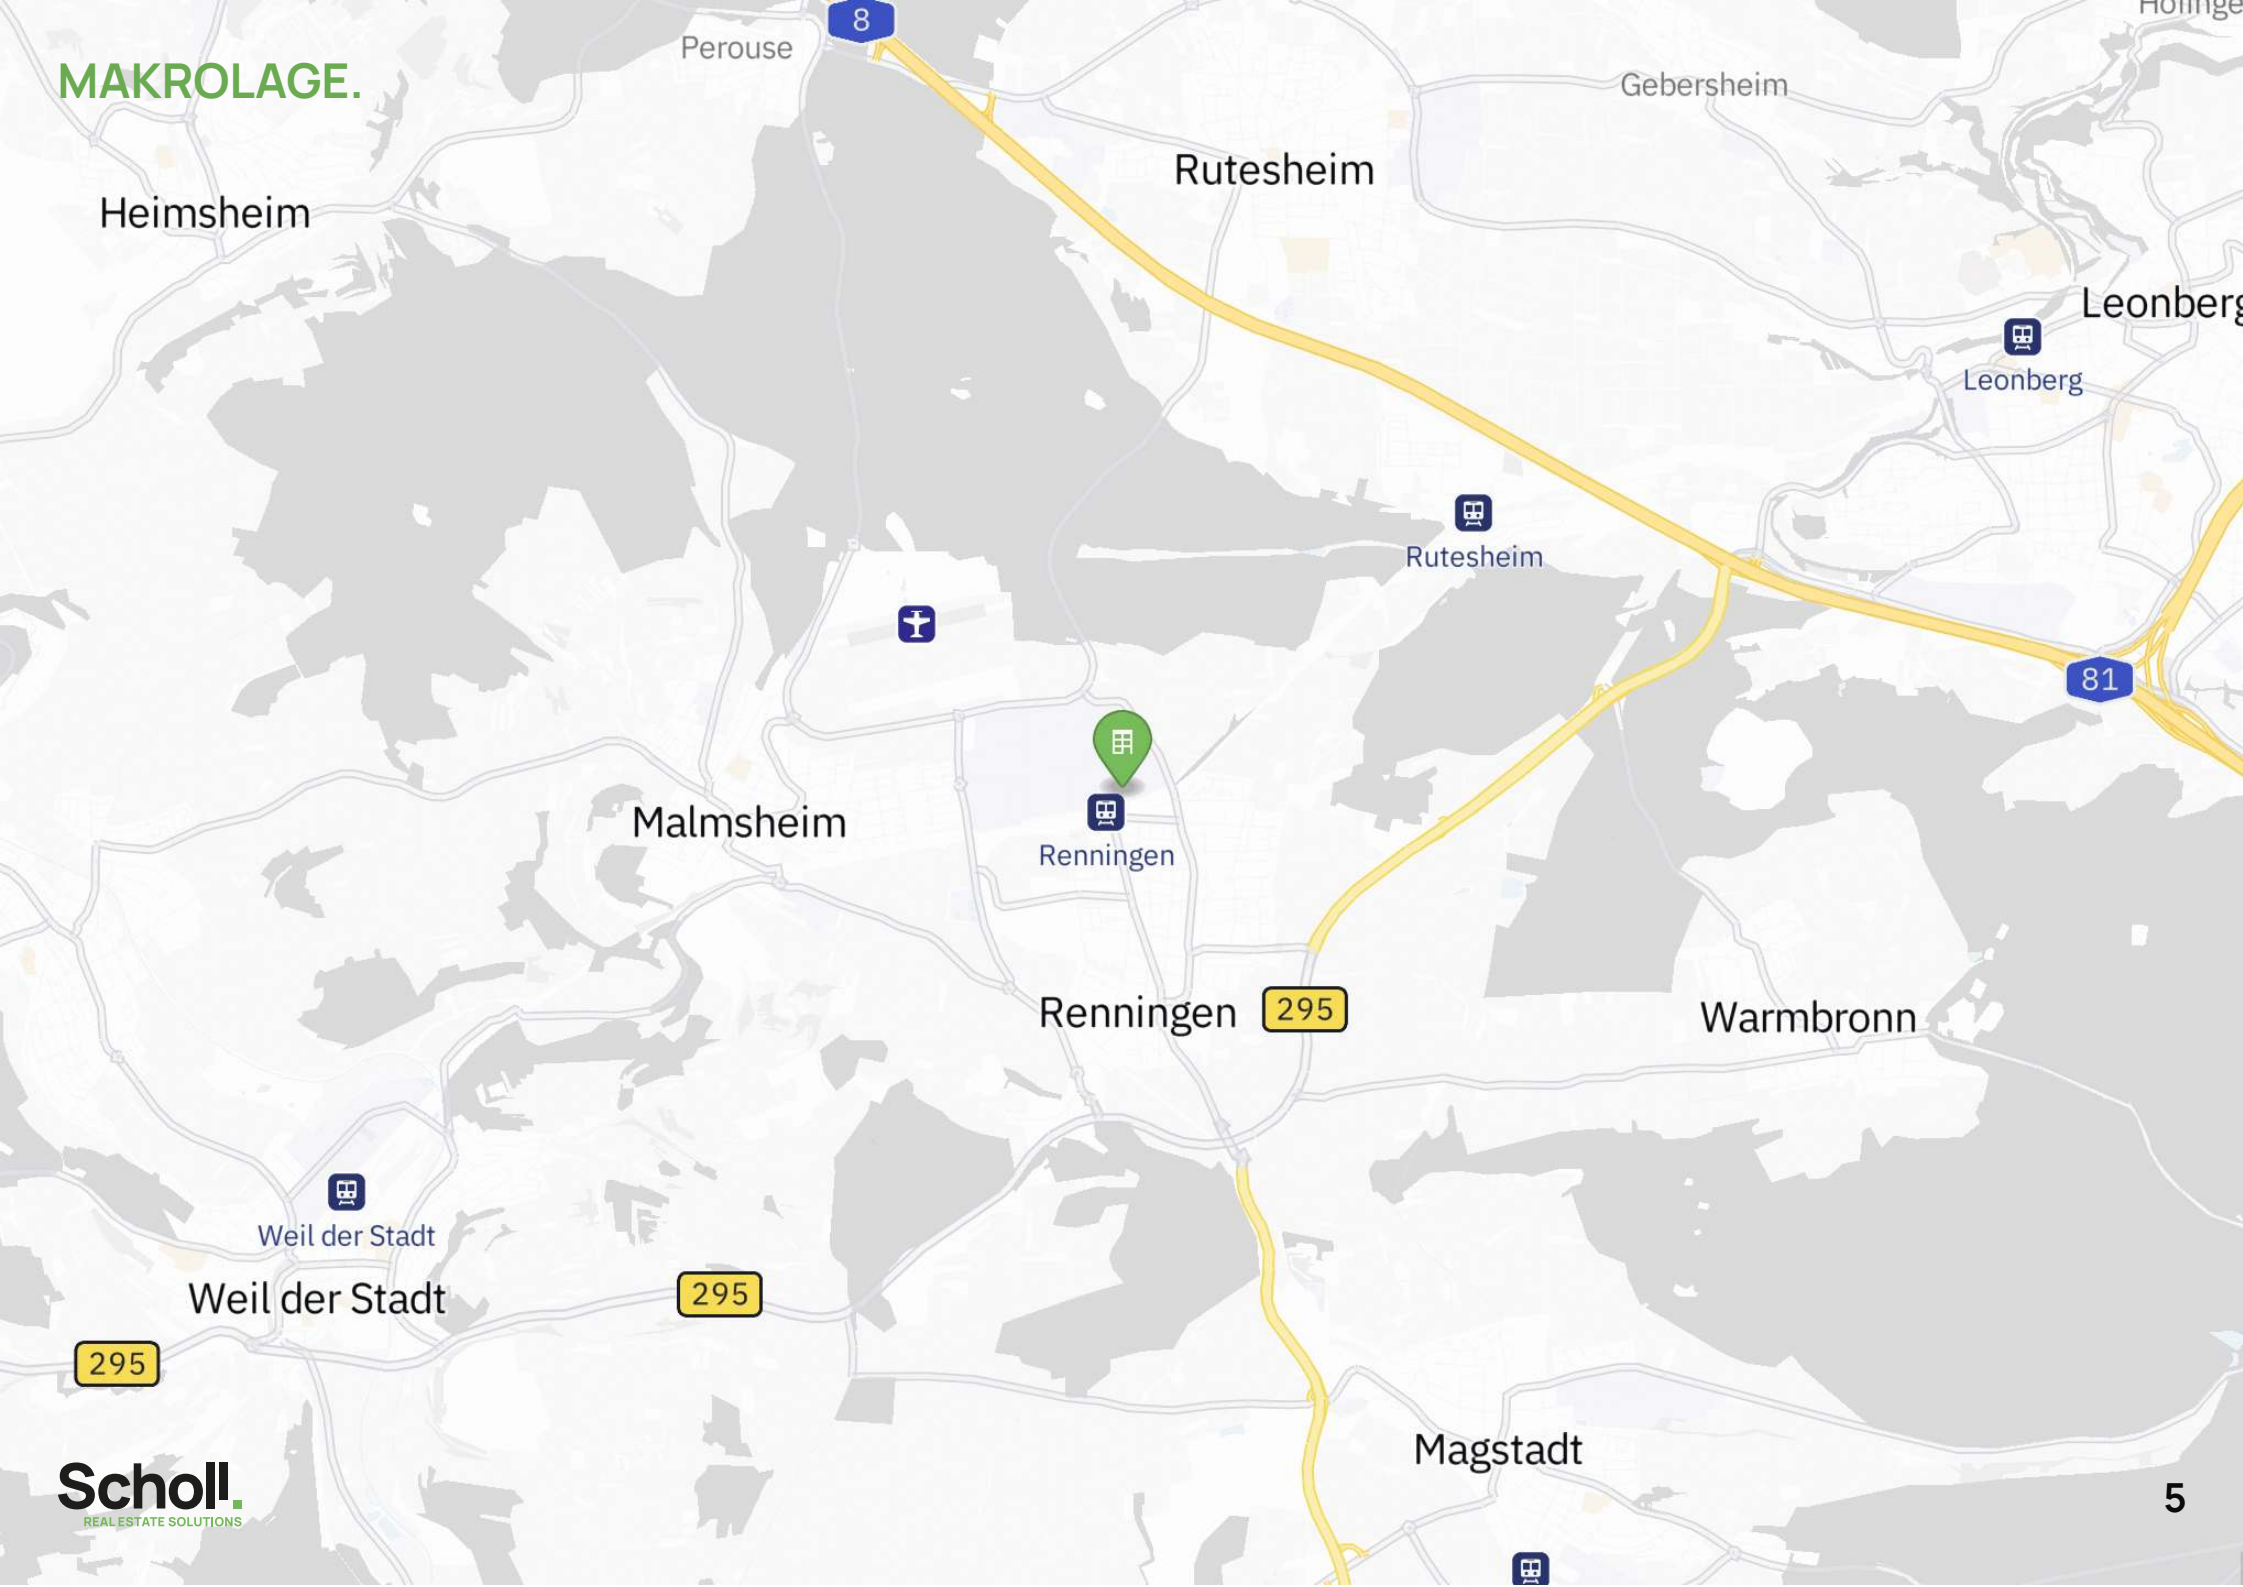 MAKROLAGE.
8
Perouse
Gebersheim
Rutesheim
Heimsheim
Leonberg
Leonberg
Rutesheim
81
Malmsheim
Renningen
Renningen
295
Warmbronn
Weil der Stadt
Weil der Stadt
295
295
Magstadt
Scholl.
REAL ESTATE SOLUTIONS
5